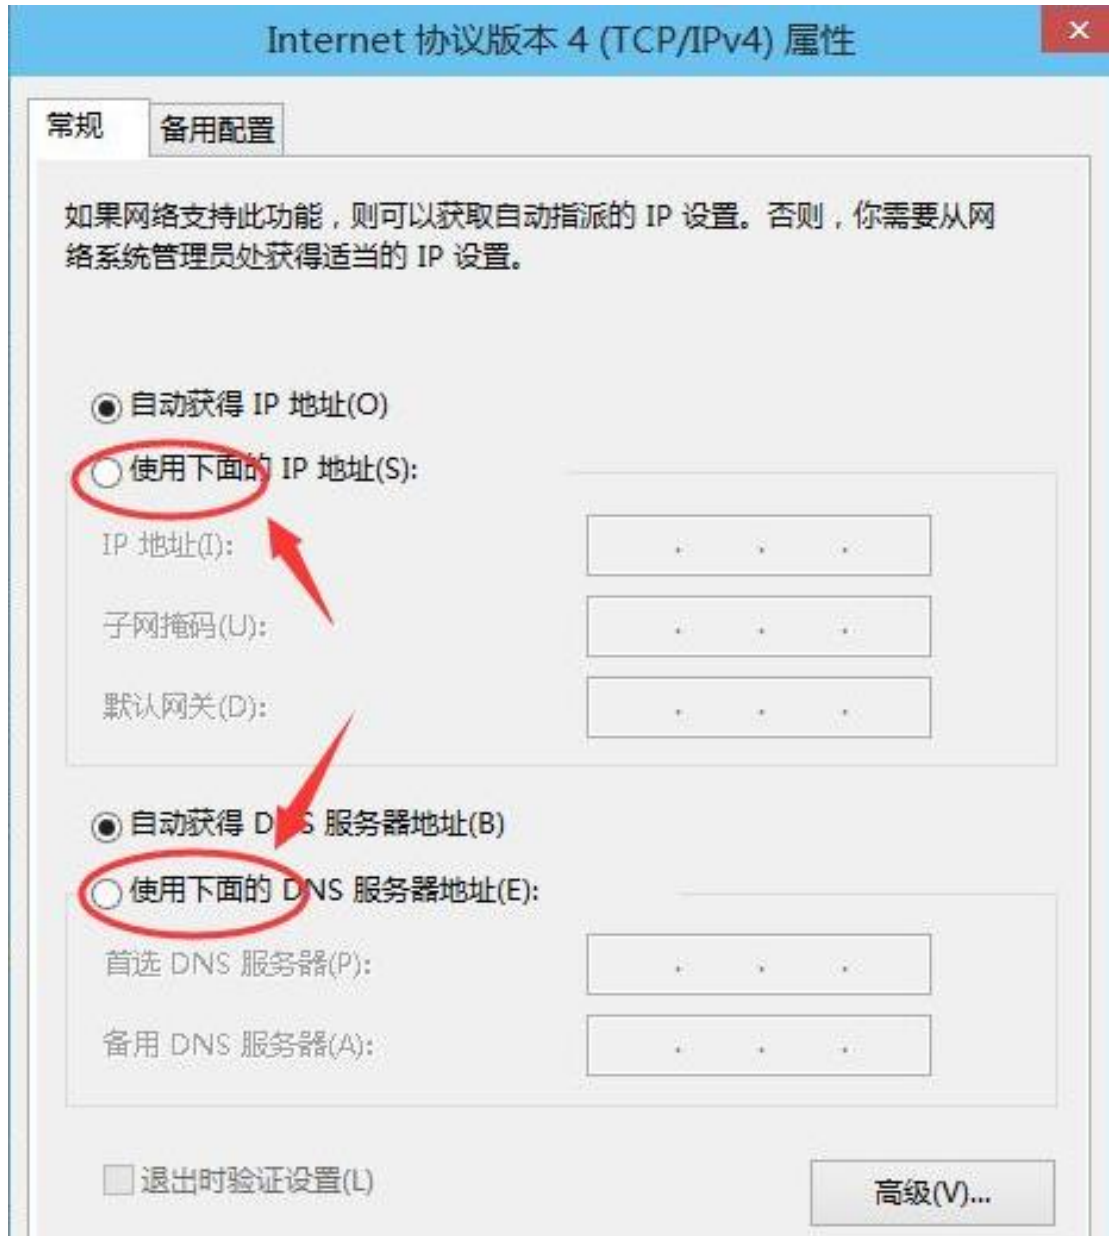 Internet 协议版本 4 (TCP/IPv4) 属性
常规
备用配置
如果网络支持此功能，则可以获取自动指派的 IP 设置。否则，你需要从网
络系统管理员处获得适当的 IP 设置。
自动获得 IP 地址(O)
使用下面的 IP 地址(S):
IP 地址(I):
子网掩码(U):
默认网关(D):
自动获得 DNS 服务器地址(B)
使用下面的 DNS 服务器地址(E):
首选 DNS 服务器(P):
备用 DNS 服务器(A):
退出时验证设置(L)
高级(V)...